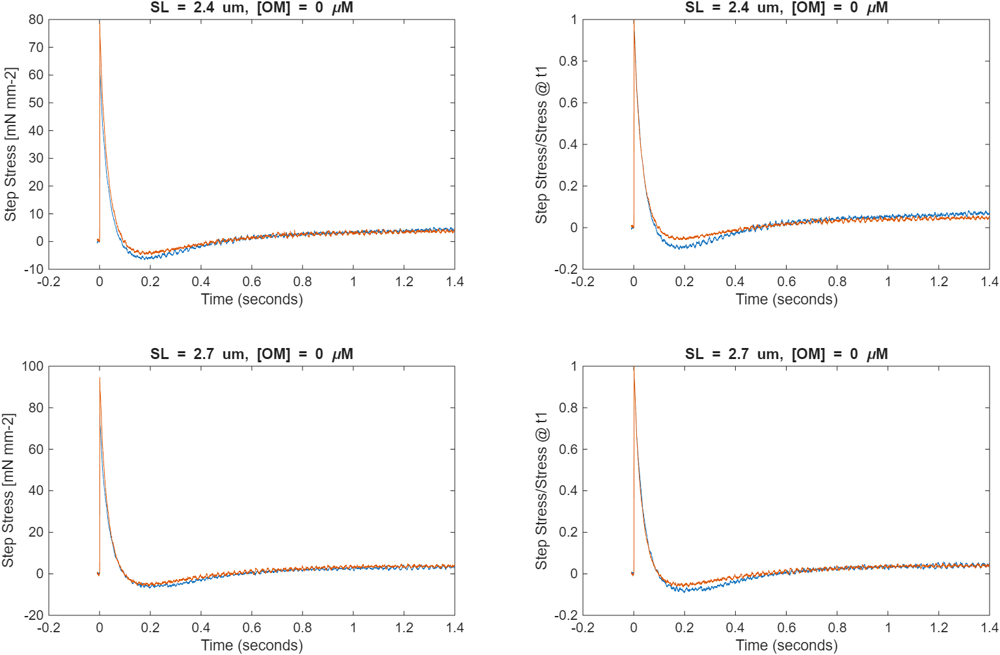 SL = 2.4 um, [OM] = 0 µM
Step Stress [mN mm-2]
80
70
60
50
40
30
20
10
0
-10
-0.2 0 0.2 0.4 0.6 0.8 1 1.2 1.4
Time (seconds)
SL = 2.4 um, [OM] = 0 µM
Step Stress/Stress @ t1
1
0.8
0.6
0.4
0.2
0
-0.2
-0.2 0 0.2 0.4 0.6 0.8 1 1.2 1.4
Time (seconds)
SL = 2.7 um, [OM] = 0 µM
Step Stress [mN mm-2]
100
80
60
40
20
0
-20
-0.2 0 0.2 0.4 0.6 0.8 1 1.2 1.4
Time (seconds)
SL = 2.7 um, [OM] = 0 µM
Step Stress/Stress @ t1
1
0.8
0.6
0.4
0.2
0
-0.2
-0.2 0 0.2 0.4 0.6 0.8 1 1.2 1.4
Time (seconds)